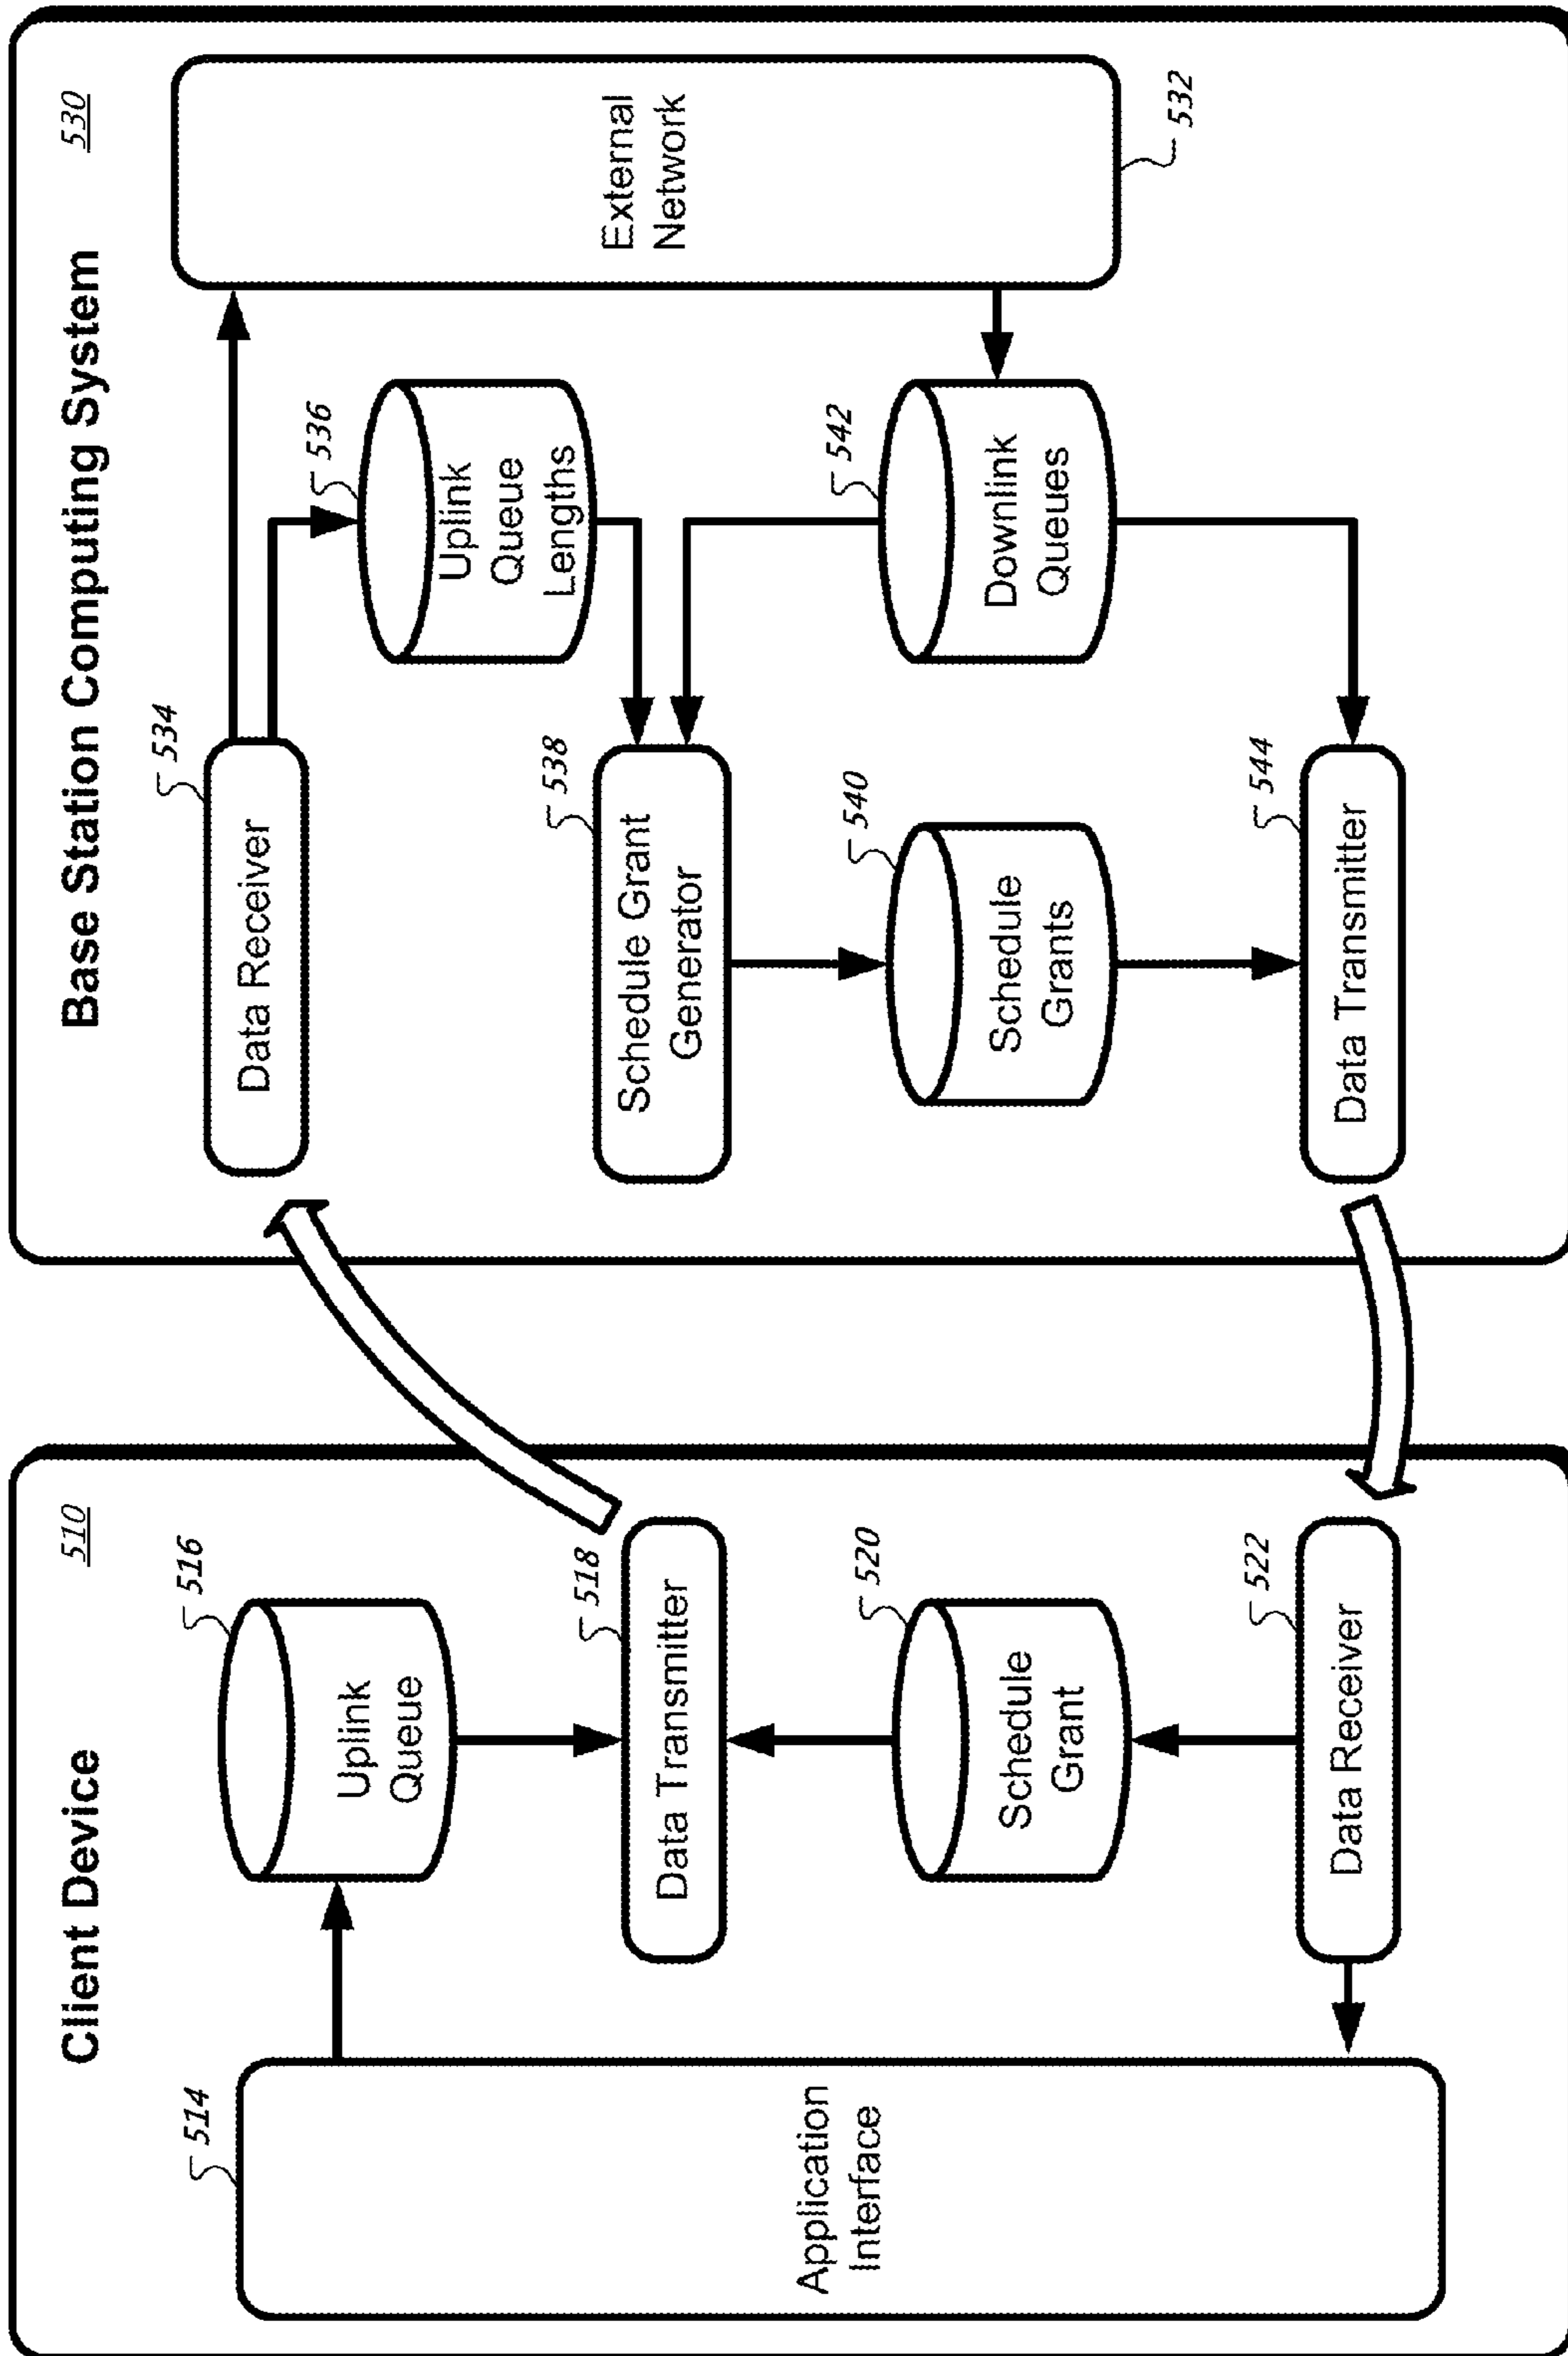 Client Device
510
514
Application
Interface
516
Uplink
Queue
518
Data Transmitter
520
Schedule
Grant
522
Data Receiver
Base Station Computing System
530
534
Data Receiver
536
Uplink
Queue
Lengths
538
Schedule Grant
Generator
540
Schedule
Grants
542
Downlink
Queues
544
Data Transmitter
External
Network
532